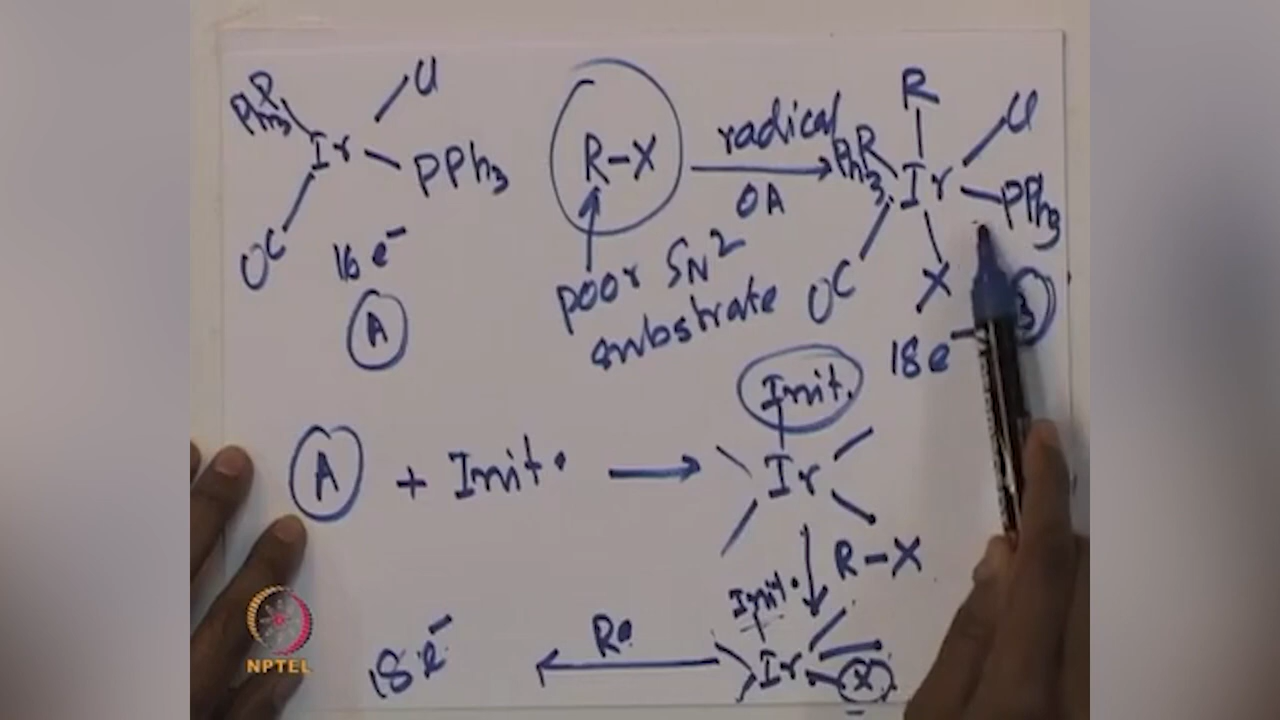 Ph₃P Cl
Ir
PPh₃
OC
16 e⁻
A
R-X
poor SN2
substrate
radical
OA
R
Ph₃P Cl
Ir
PPh₃
OC X
18 e⁻
A + Init•
Init.
Ir
R-X
Init•
Ir
X
R•
18 e⁻
NPTEL